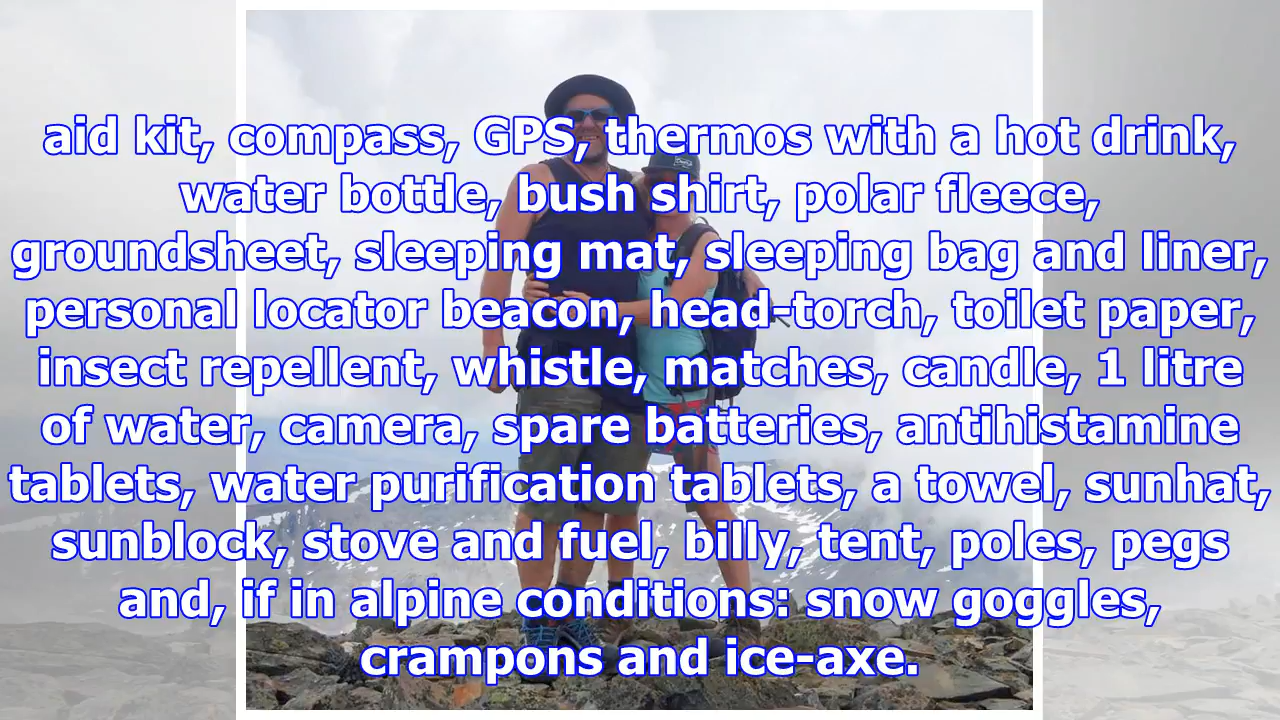 aid kit, compass, GPS, thermos with a hot drink,
water bottle, bush shirt, polar fleece,
groundsheet, sleeping mat, sleeping bag and liner,
personal locator beacon, head-torch, toilet paper,
insect repellent, whistle, matches, candle, 1 litre
of water, camera, spare batteries, antihistamine
tablets, water purification tablets, a towel, sunhat,
sunblock, stove and fuel, billy, tent, poles, pegs
and, if in alpine conditions: snow goggles,
crampons and ice-axe.